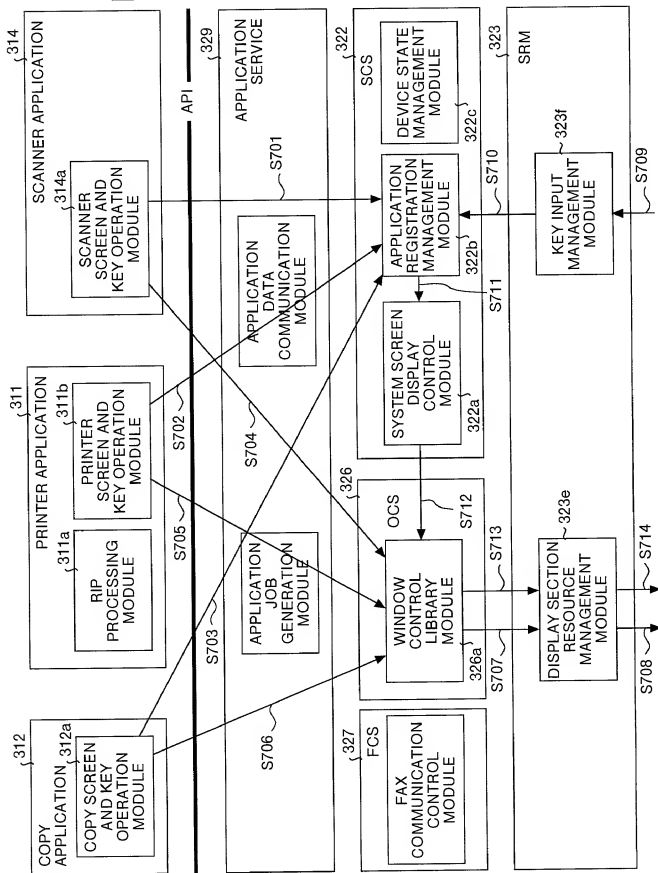 COPY
APPLICATION
312
312a
COPY SCREEN
AND KEY
OPERATION
MODULE
PRINTER APPLICATION
311
311a
RIP
PROCESSING
MODULE
311b
PRINTER
SCREEN AND
KEY OPERATION
MODULE
SCANNER APPLICATION
314
314a
SCANNER
SCREEN AND
KEY OPERATION
MODULE
API
S703
S705
S702
S704
S701
S706
APPLICATION
JOB
GENERATION
MODULE
APPLICATION
DATA
COMMUNICATION
MODULE
APPLICATION
SERVICE
329
327
FCS
FAX
COMMUNICATION
CONTROL
MODULE
326
OCS
WINDOW
CONTROL
LIBRARY
MODULE
326a
S712
322
SCS
SYSTEM SCREEN
DISPLAY
CONTROL
MODULE
322a
S711
APPLICATION
REGISTRATION
MANAGEMENT
MODULE
322b
DEVICE STATE
MANAGEMENT
MODULE
322c
S707
S713
S710
323
SRM
323e
DISPLAY SECTION
RESOURCE
MANAGEMENT
MODULE
323f
KEY INPUT
MANAGEMENT
MODULE
S708
S714
S709